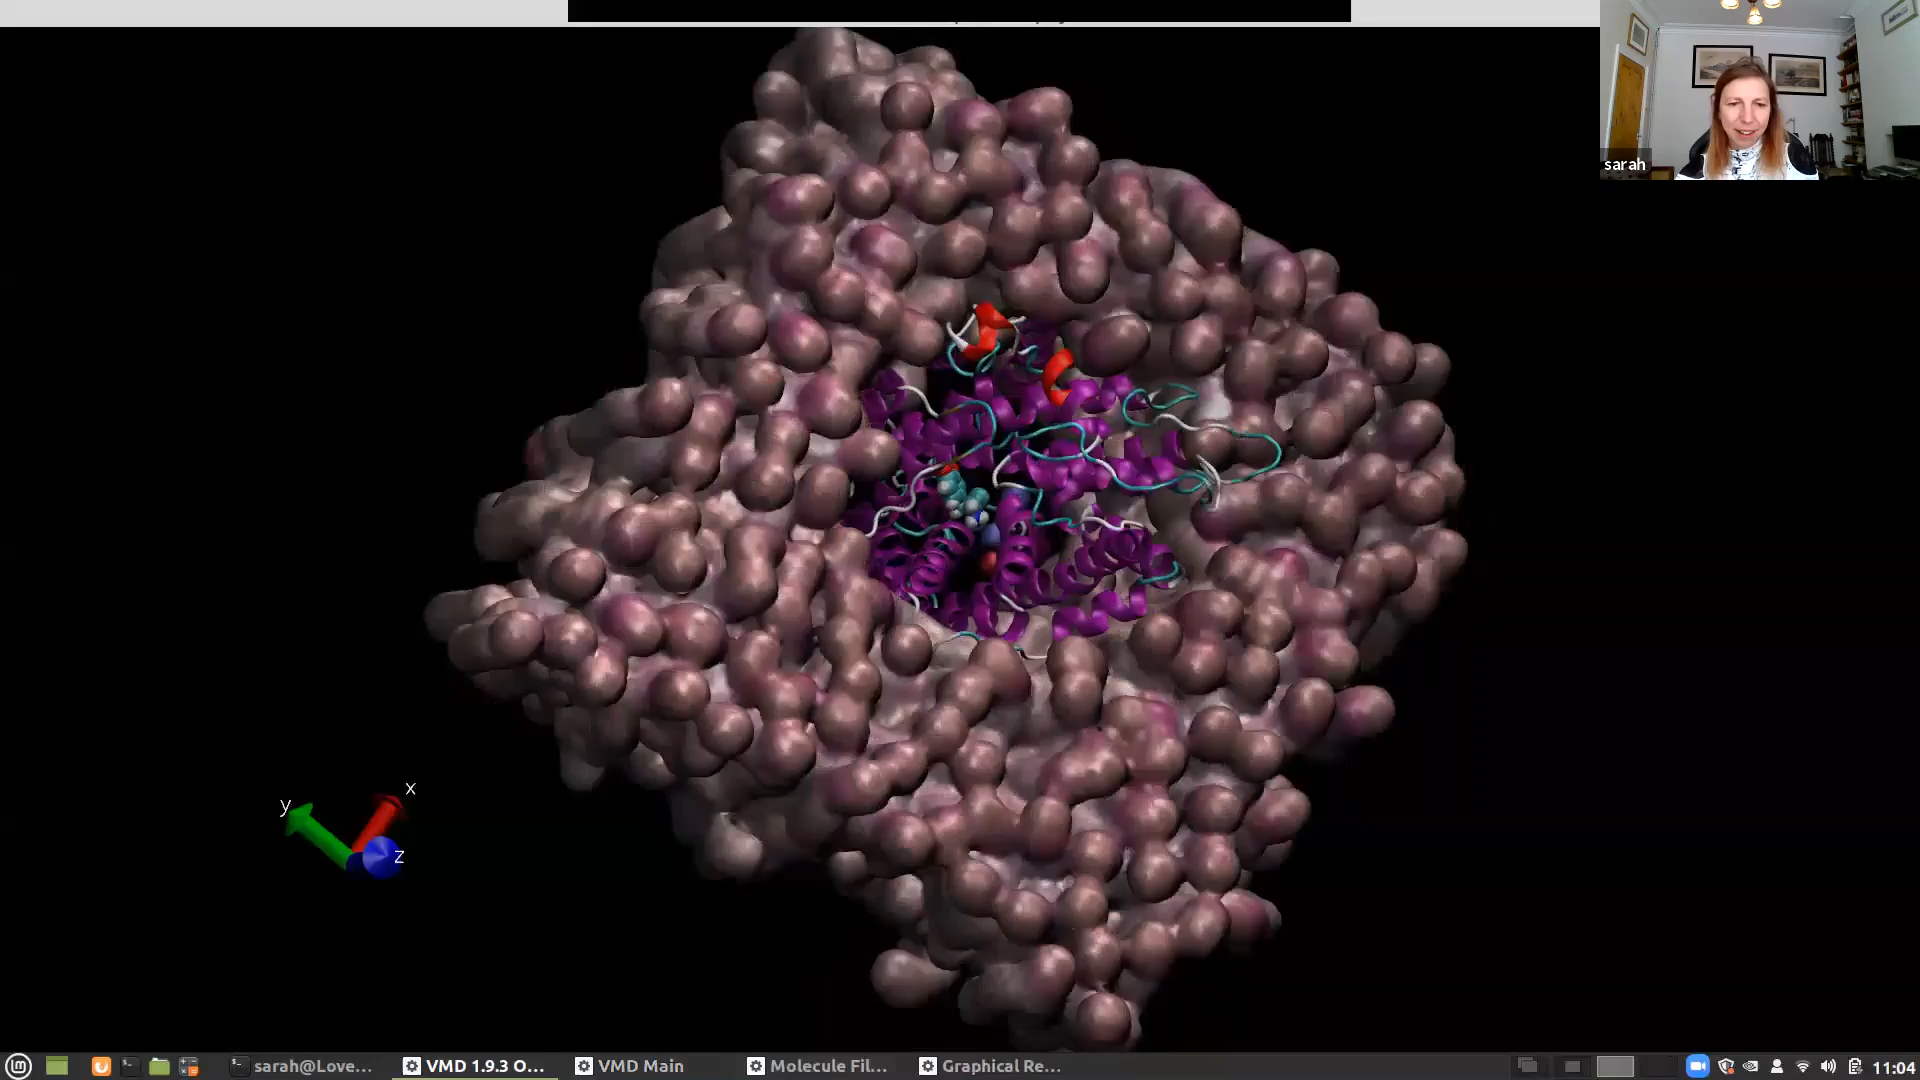 sarah
x
y
z
sarah@Love...
VMD 1.9.3 O...
VMD Main
Molecule Fil...
Graphical Re...
11:04